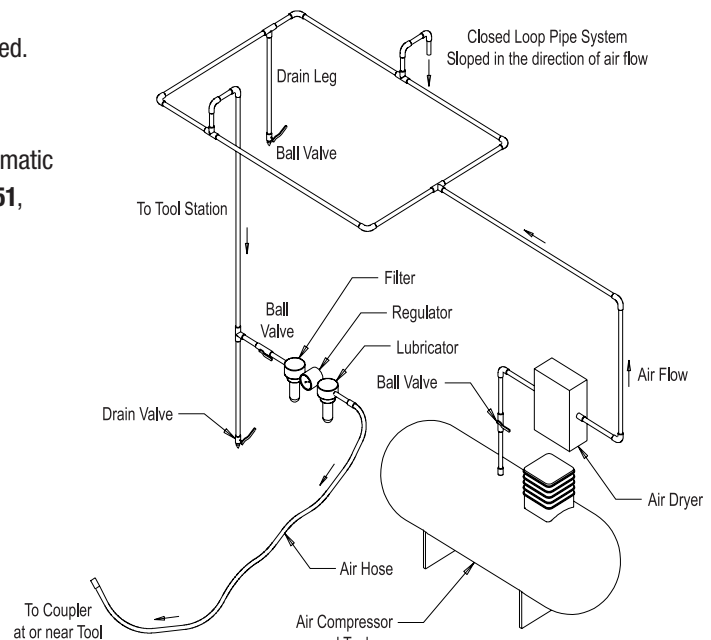 ed.
matic
51,
Closed Loop Pipe System
Sloped in the direction of air flow
Drain Leg
Ball Valve
To Tool Station
Filter
Ball
Valve
Regulator
Lubricator
Ball Valve
Air Flow
Drain Valve
Air Dryer
Air Hose
To Coupler
at or near Tool
Air Compressor